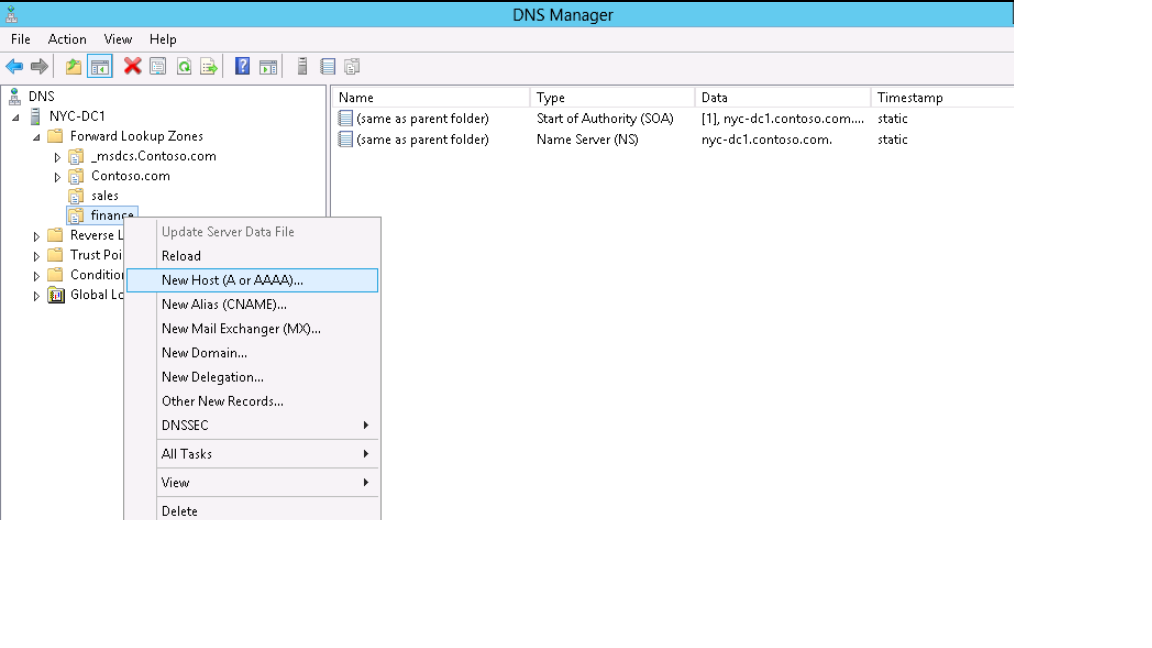 DNS Manager
File Action View Help
DNS
NYC-DC1
Forward Lookup Zones
_msdcs.Contoso.com
Contoso.com
sales
finance
Reverse L
Trust Poi
Condition
Global Lo
Name Type Data Timestamp
(same as parent folder) Start of Authority (SOA) [1], nyc-dc1.contoso.com.... static
(same as parent folder) Name Server (NS) nyc-dc1.contoso.com. static
Update Server Data File
Reload
New Host (A or AAAA)...
New Alias (CNAME)...
New Mail Exchanger (MX)...
New Domain...
New Delegation...
Other New Records...
DNSSEC
All Tasks
View
Delete